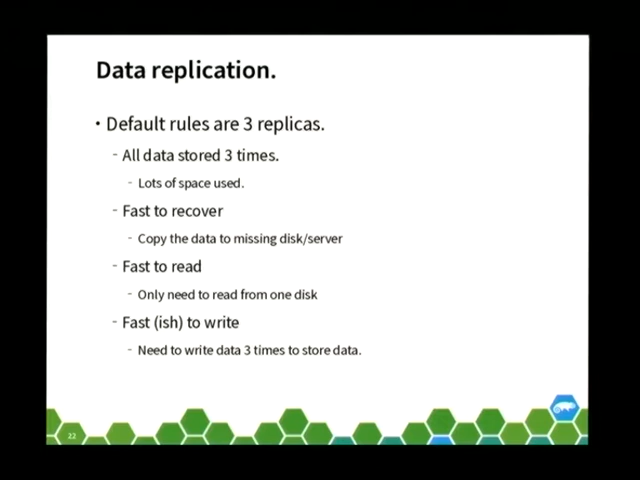 Data replication.
• Default rules are 3 replicas.
- All data stored 3 times.
- Lots of space used.
- Fast to recover
- Copy the data to missing disk/server
- Fast to read
- Only need to read from one disk
- Fast (ish) to write
- Need to write data 3 times to store data.
22